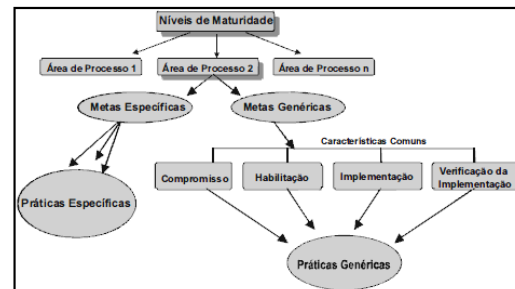 Níveis de Maturidade
Área de Processo 1
Área de Processo 2
Área de Processo n
Metas Específicas
Metas Genéricas
Características Comuns
Compromisso
Habilitação
Implementação
Verificação da
Implementação
Práticas Específicas
Práticas Genéricas